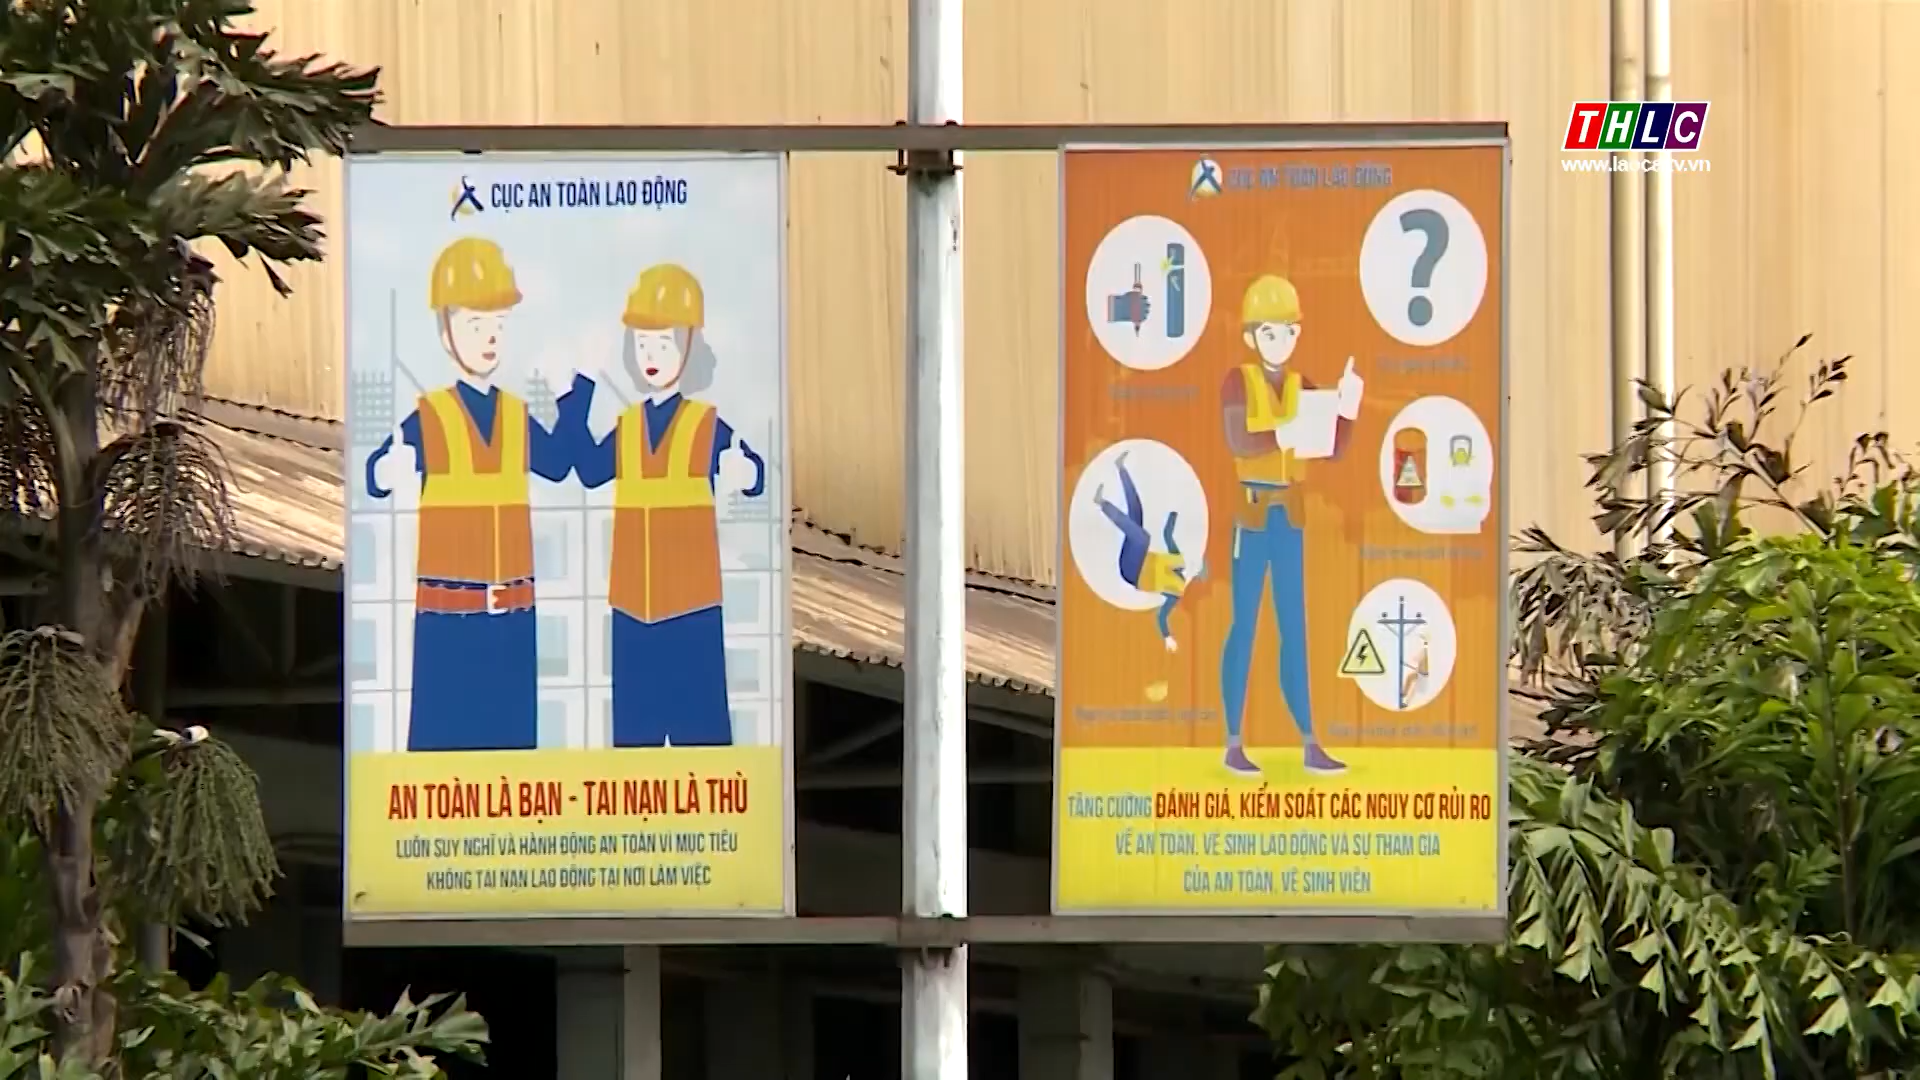 THLC
www.laocaitv.vn
CỤC AN TOÀN LAO ĐỘNG
AN TOÀN LÀ BẠN - TAI NẠN LÀ THÙ
LUÔN SUY NGHĨ VÀ HÀNH ĐỘNG AN TOÀN VÌ MỤC TIÊU
KHÔNG TAI NẠN LAO ĐỘNG TẠI NƠI LÀM VIỆC
CỤC AN TOÀN LAO ĐỘNG
?
TĂNG CƯỜNG ĐÁNH GIÁ, KIỂM SOÁT CÁC NGUY CƠ RỦI RO
VỀ AN TOÀN, VỆ SINH LAO ĐỘNG VÀ SỰ THAM GIA
CỦA AN TOÀN, VỆ SINH VIÊN